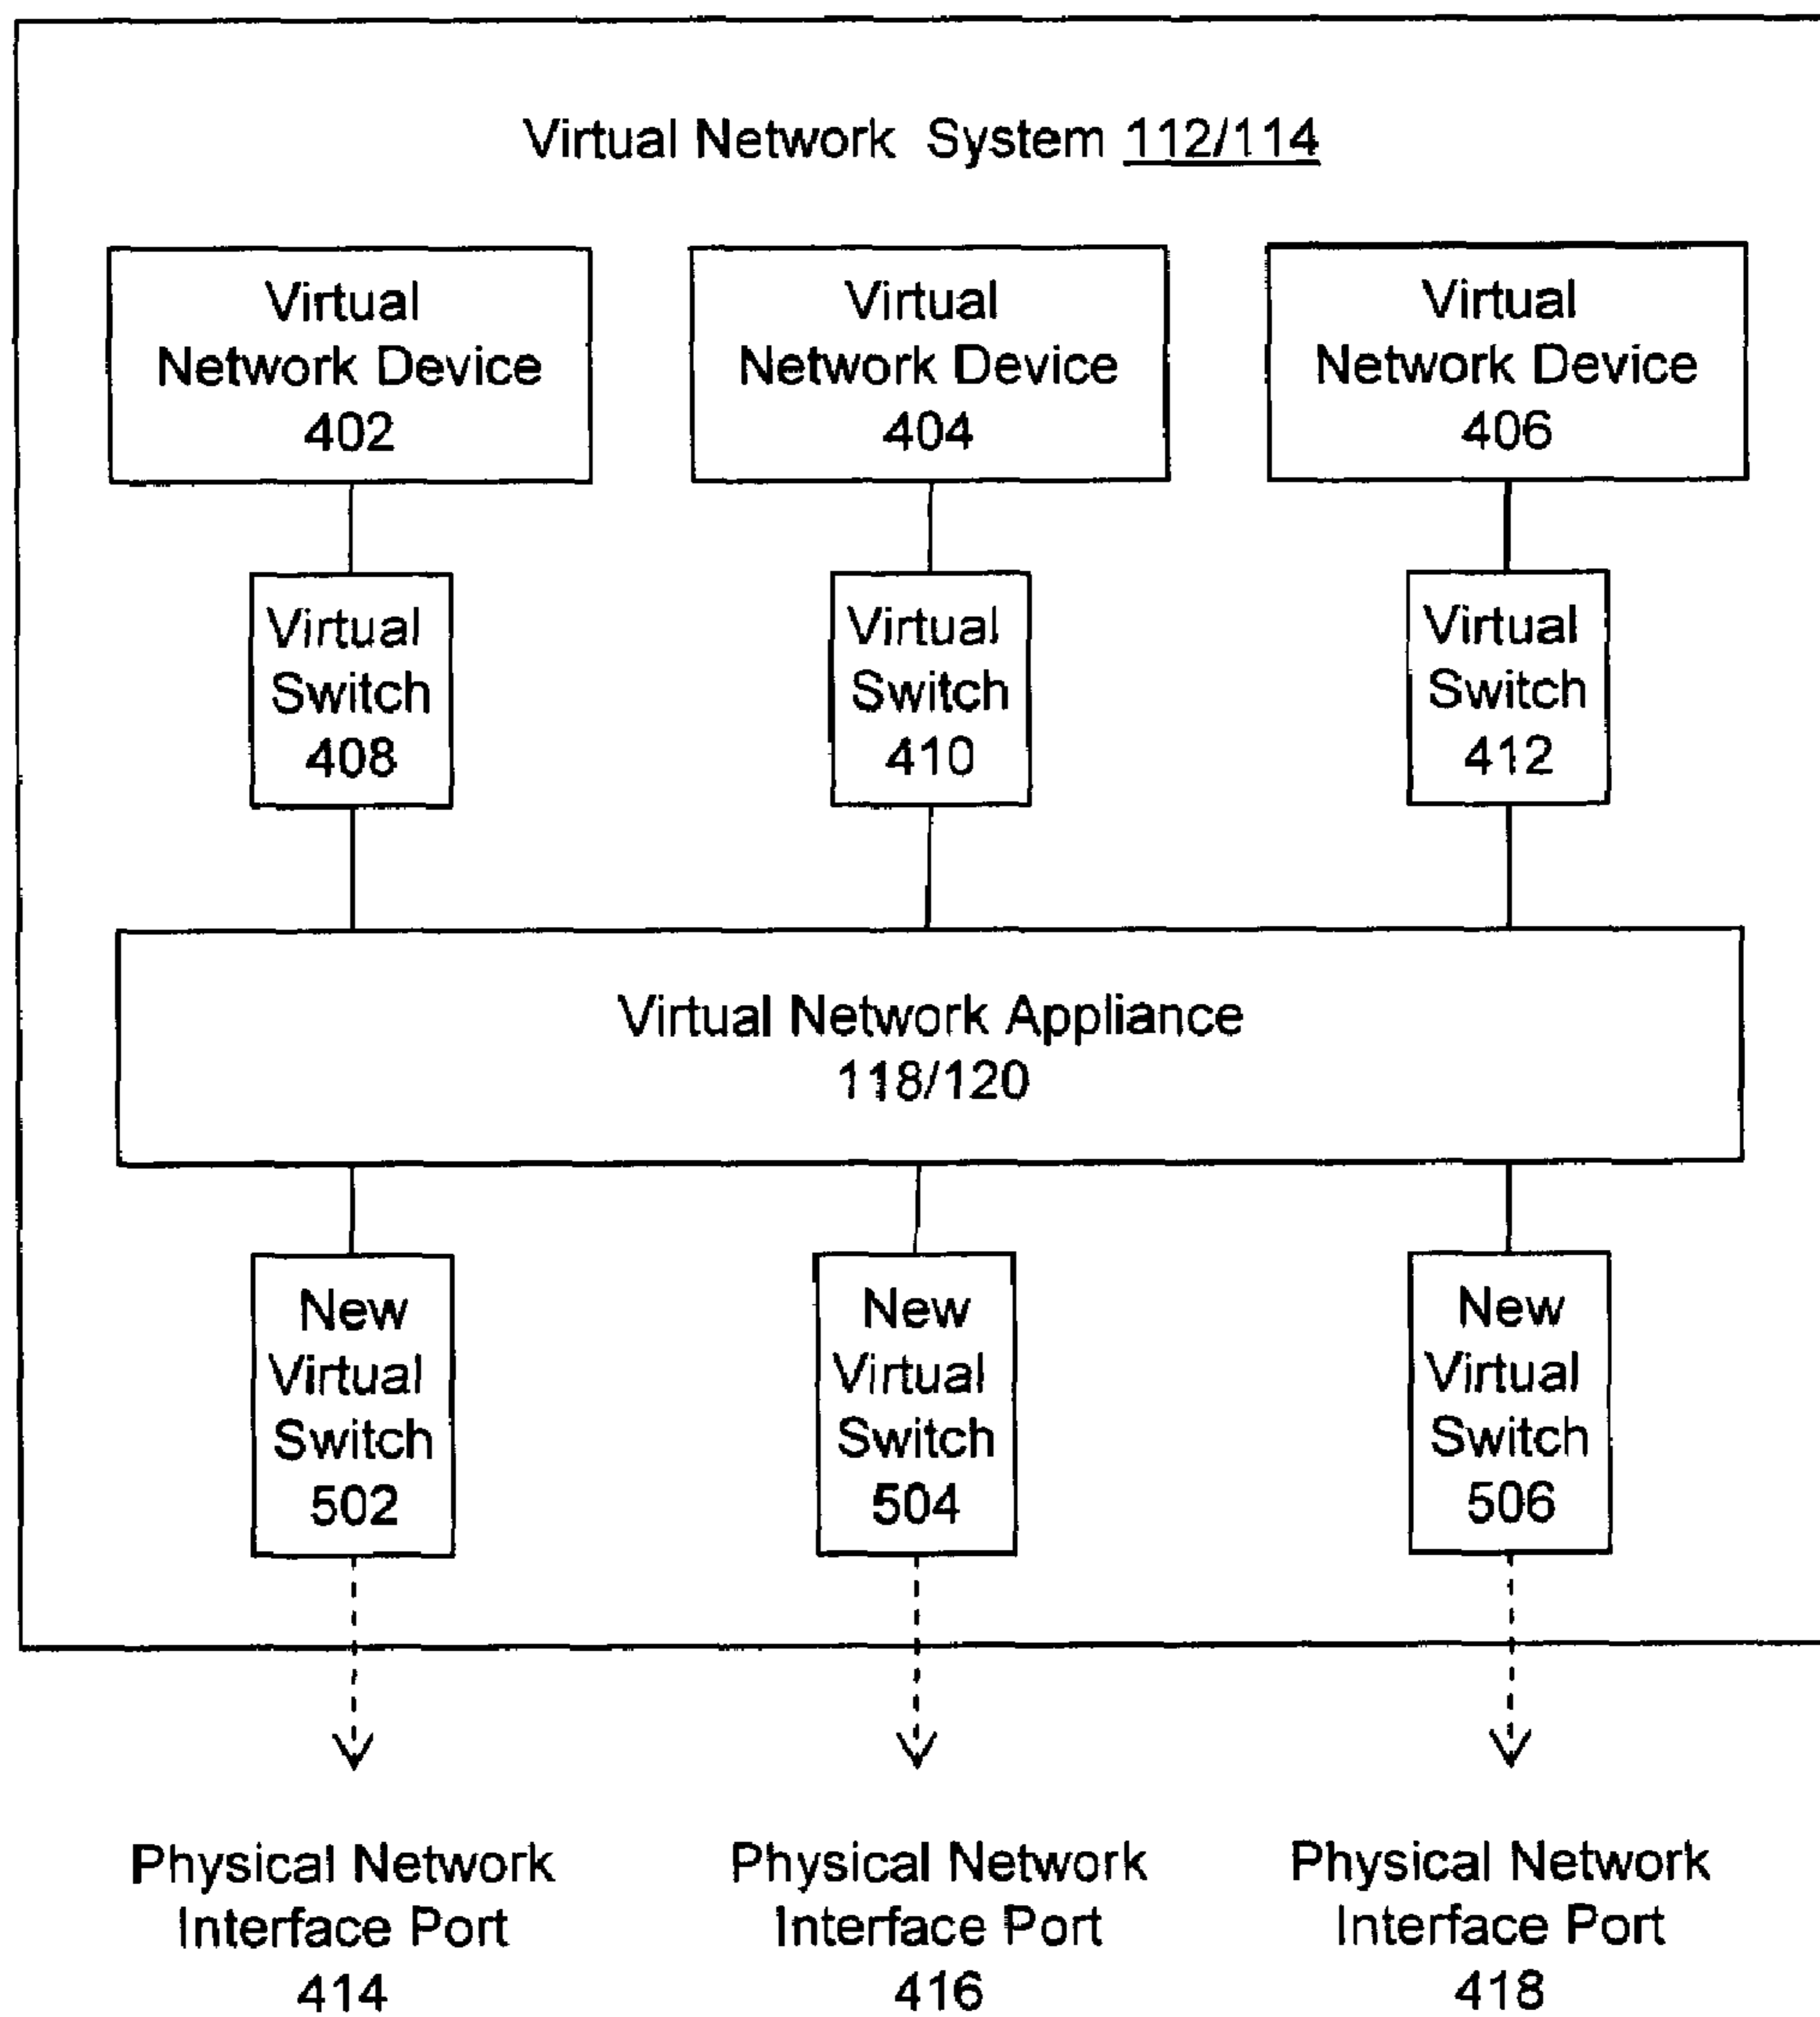 Virtual Network System 112/114
Virtual
Network Device
402
Virtual
Network Device
404
Virtual
Network Device
406
Virtual
Switch
408
Virtual
Switch
410
Virtual
Switch
412
Virtual Network Appliance
118/120
New
Virtual
Switch
502
New
Virtual
Switch
504
New
Virtual
Switch
506
Physical Network
Interface Port
414
Physical Network
Interface Port
416
Physical Network
Interface Port
418